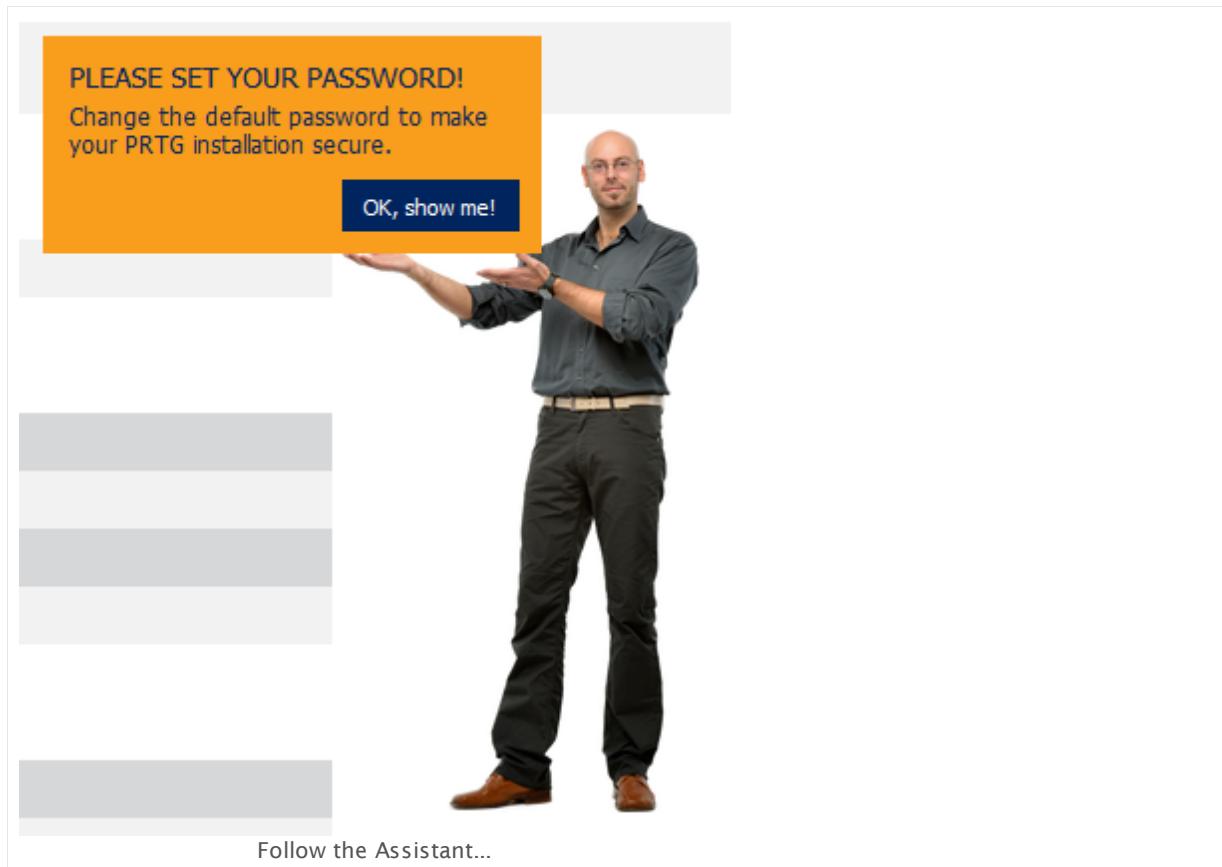 PLEASE SET YOUR PASSWORD!
Change the default password to make
your PRTG installation secure.
OK, show me!
Follow the Assistant...